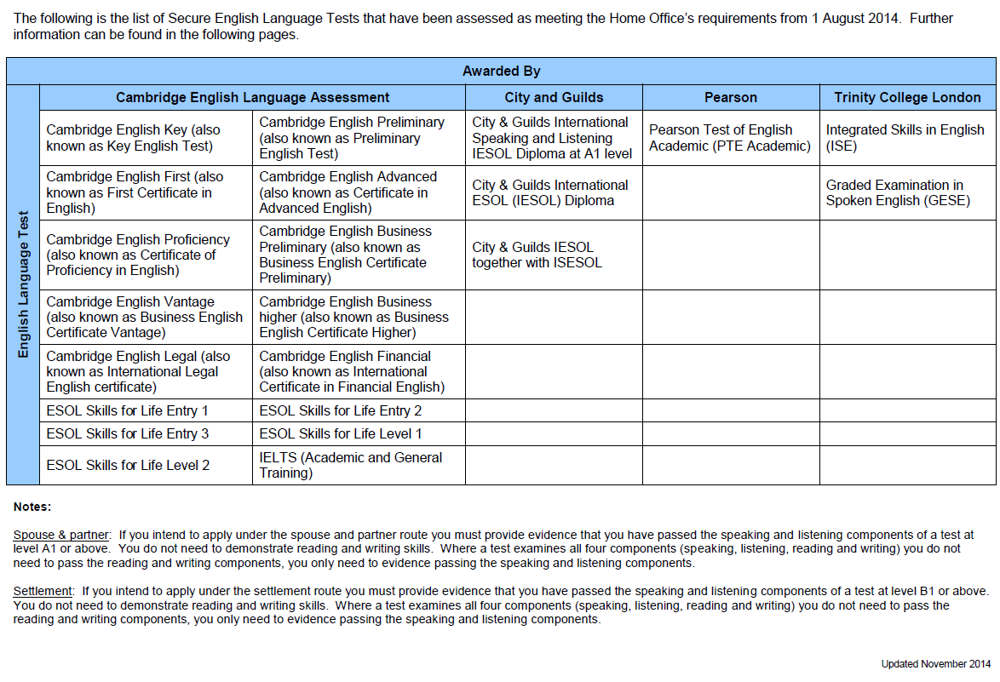 The following is the list of Secure English Language Tests that have been assessed as meeting the Home Office's requirements from 1 August 2014.  Further
information can be found in the following pages.
Awarded By
English Language Test
Cambridge English Language Assessment
City and Guilds
Pearson
Trinity College London
Cambridge English Key (also
known as Key English Test)
Cambridge English Preliminary
(also known as Preliminary
English Test)
City & Guilds International
Speaking and Listening
IESOL Diploma at A1 level
Pearson Test of English
Academic (PTE Academic)
Integrated Skills in English
(ISE)
Cambridge English First (also
known as First Certificate in
English)
Cambridge English Advanced
(also known as Certificate in
Advanced English)
City & Guilds International
ESOL (IESOL) Diploma
Graded Examination in
Spoken English (GESE)
Cambridge English Proficiency
(also known as Certificate of
Proficiency in English)
Cambridge English Business
Preliminary (also known as
Business English Certificate
Preliminary)
City & Guilds IESOL
together with ISESOL
Cambridge English Vantage
(also known as Business English
Certificate Vantage)
Cambridge English Business
higher (also known as Business
English Certificate Higher)
Cambridge English Legal (also
known as International Legal
English certificate)
Cambridge English Financial
(also known as International
Certificate in Financial English)
ESOL Skills for Life Entry 1
ESOL Skills for Life Entry 2
ESOL Skills for Life Entry 3
ESOL Skills for Life Level 1
ESOL Skills for Life Level 2
IELTS (Academic and General
Training)
Notes:
Spouse & partner:  If you intend to apply under the spouse and partner route you must provide evidence that you have passed the speaking and listening components of a test at
level A1 or above.  You do not need to demonstrate reading and writing skills.  Where a test examines all four components (speaking, listening, reading and writing) you do not
need to pass the reading and writing components, you only need to evidence passing the speaking and listening components.
Settlement:  If you intend to apply under the settlement route you must provide evidence that you have passed the speaking and listening components of a test at level B1 or above.
You do not need to demonstrate reading and writing skills.  Where a test examines all four components (speaking, listening, reading and writing) you do not need to pass the
reading and writing components, you only need to evidence passing the speaking and listening components.
Updated November 2014